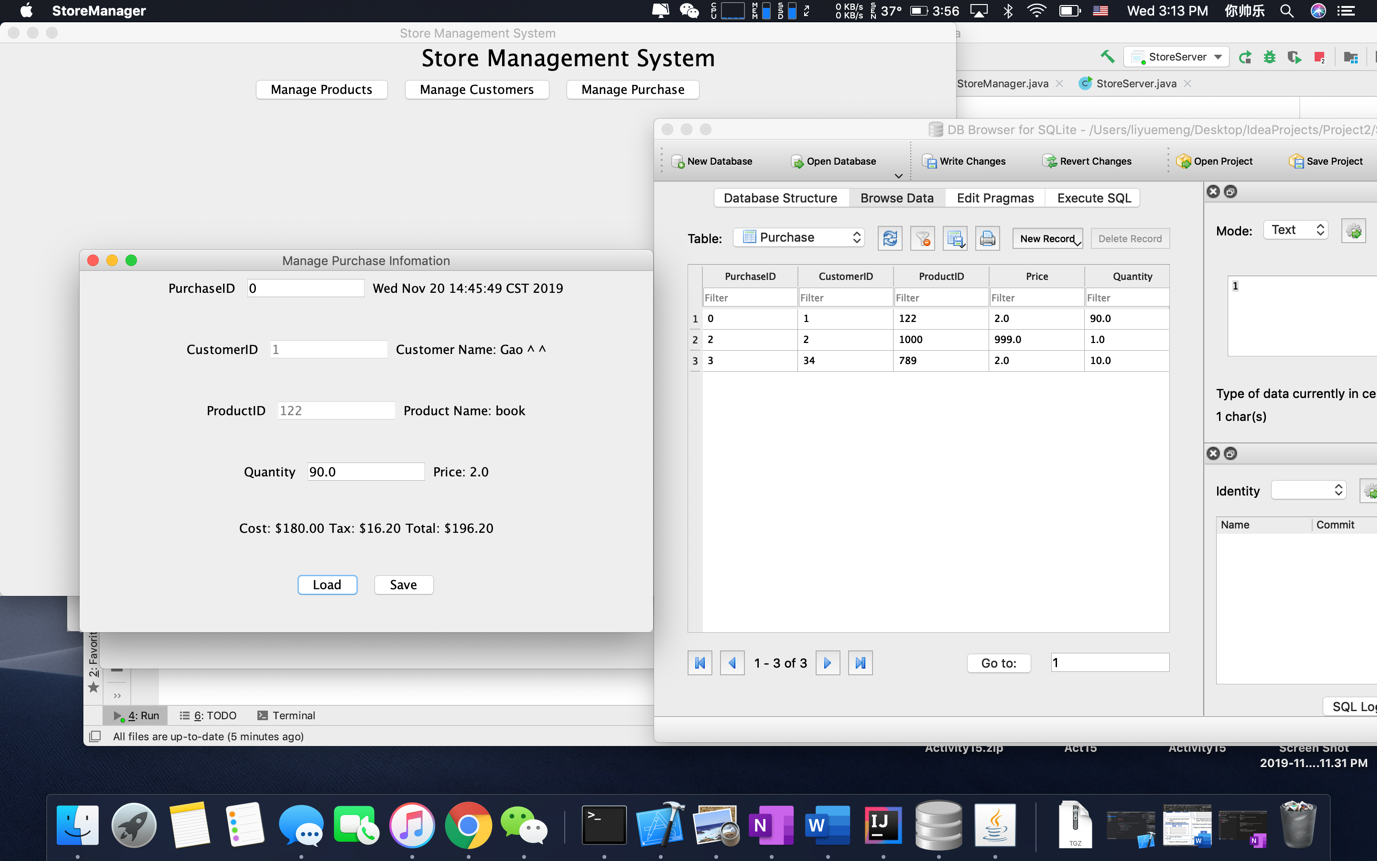 StoreManager
CPU MEM SSD 0 KB/s 0 KB/s SEN 37° 3:56 Wed 3:13 PM 你帅乐
Store Management System
Store Management System
Manage Products Manage Customers Manage Purchase
StoreServer
StoreManager.java StoreServer.java
DB Browser for SQLite - /Users/liyuemeng/Desktop/IdeaProjects/Project2/
New Database Open Database Write Changes Revert Changes Open Project Save Project
Database Structure Browse Data Edit Pragmas Execute SQL
Table: Purchase New Record Delete Record
PurchaseID CustomerID ProductID Price Quantity
Filter Filter Filter Filter Filter
1 0 1 122 2.0 90.0
2 2 2 1000 999.0 1.0
3 3 34 789 2.0 10.0
1 - 3 of 3 Go to: 1
Mode: Text
1
Type of data currently in ce
1 char(s)
Identity
Name Commit
SQL Log
Manage Purchase Infomation
PurchaseID 0 Wed Nov 20 14:45:49 CST 2019
CustomerID 1 Customer Name: Gao ^ ^
ProductID 122 Product Name: book
Quantity 90.0 Price: 2.0
Cost: $180.00 Tax: $16.20 Total: $196.20
Load Save
2: Favorit
4: Run 6: TODO Terminal
All files are up-to-date (5 minutes ago)
Activity15.zip Act15 Activity15 Screen Shot
2019-11....11.31 PM
TGZ